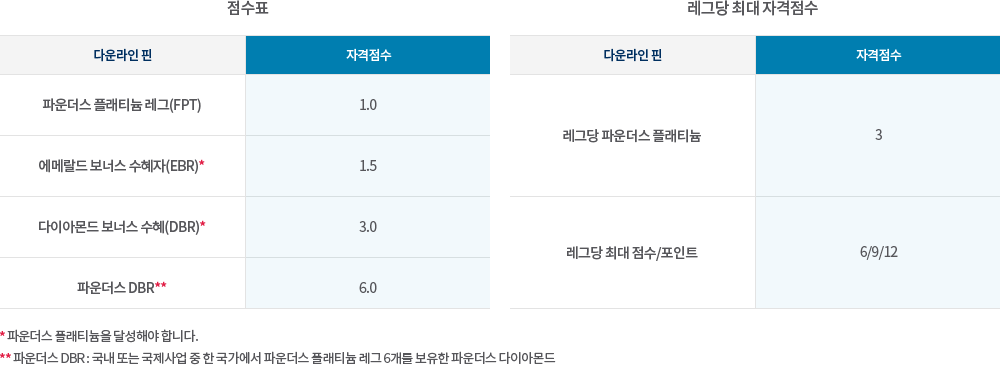 점수표
다운라인 핀 자격점수
파운더스 플래티늄 레그(FPT) 1.0
에메랄드 보너스 수혜자(EBR)* 1.5
다이아몬드 보너스 수혜(DBR)* 3.0
파운더스 DBR** 6.0
레그당 최대 자격점수
다운라인 핀 자격점수
레그당 파운더스 플래티늄 3
레그당 최대 점수/포인트 6/9/12
* 파운더스 플래티늄을 달성해야 합니다.
** 파운더스 DBR : 국내 또는 국제사업 중 한 국가에서 파운더스 플래티늄 레그 6개를 보유한 파운더스 다이아몬드